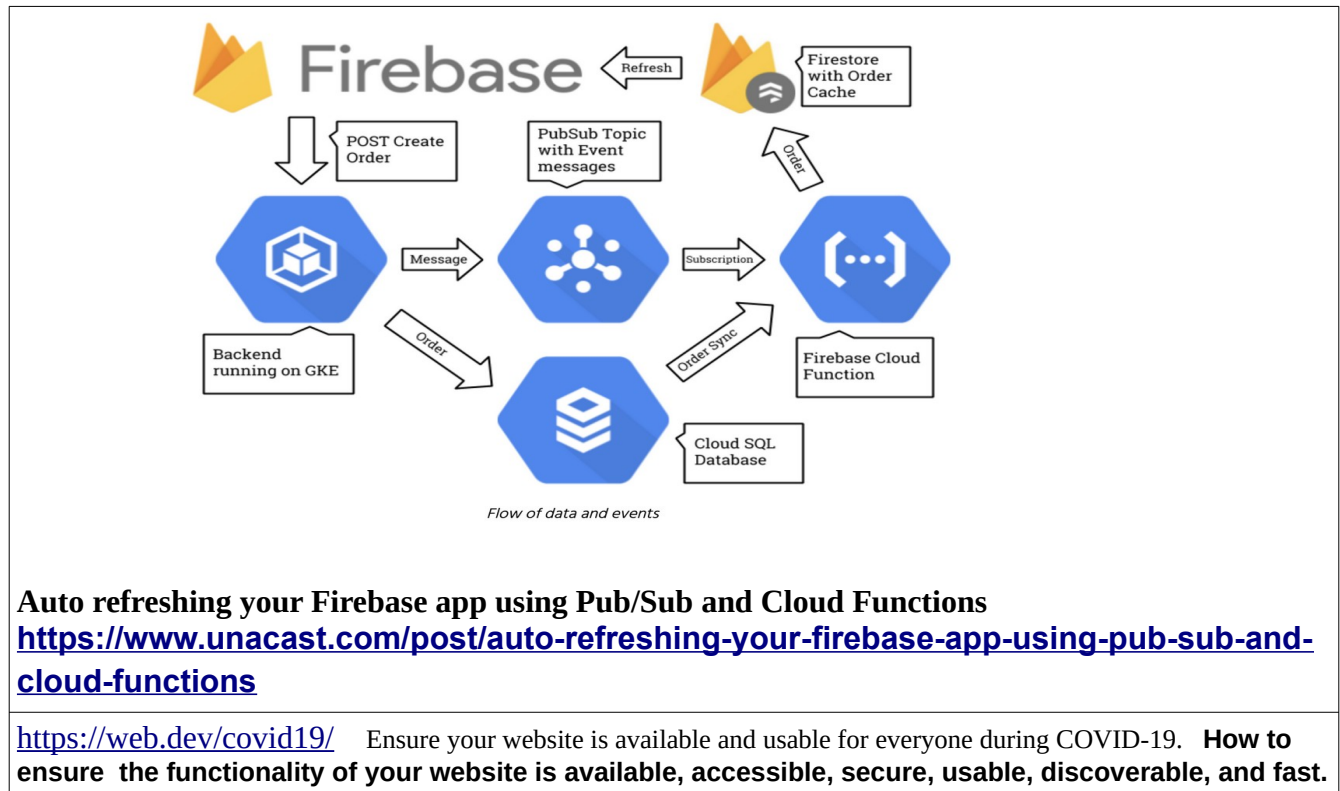 Firebase
Refresh
Firestore
with Order
Cache
POST Create
Order
PubSub Topic
with Event
messages
Order
Message
Subscription
Backend
running on GKE
Order
Order Sync
Firebase Cloud
Function
Cloud SQL
Database
Flow of data and events
Auto refreshing your Firebase app using Pub/Sub and Cloud Functions
https://www.unacast.com/post/auto-refreshing-your-firebase-app-using-pub-sub-and-
cloud-functions
https://web.dev/covid19/ Ensure your website is available and usable for everyone during COVID-19. How to
ensure the functionality of your website is available, accessible, secure, usable, discoverable, and fast.